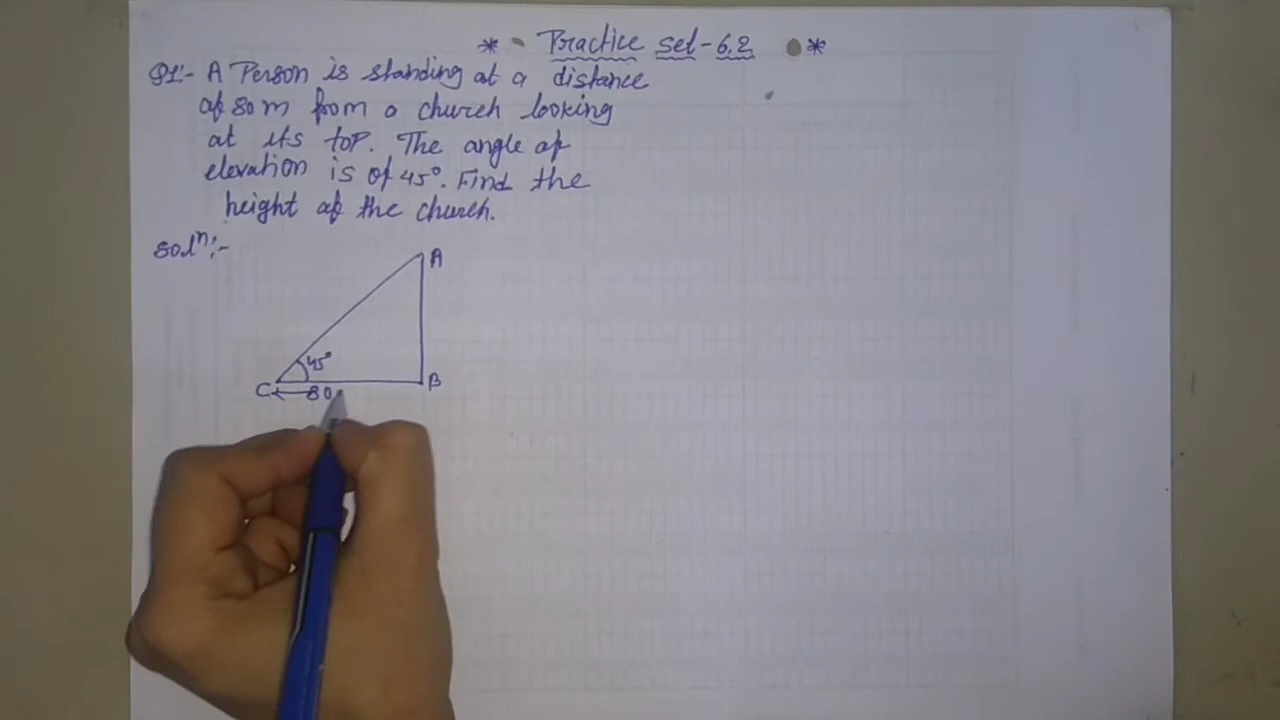 * Practice set-6.2 *
Q1:- A Person is standing at a distance
of 80 m from a church looking
at its top. The angle of
elevation is of 45°. Find the
height of the church.
Solⁿ:-
A
45°
C
B
80